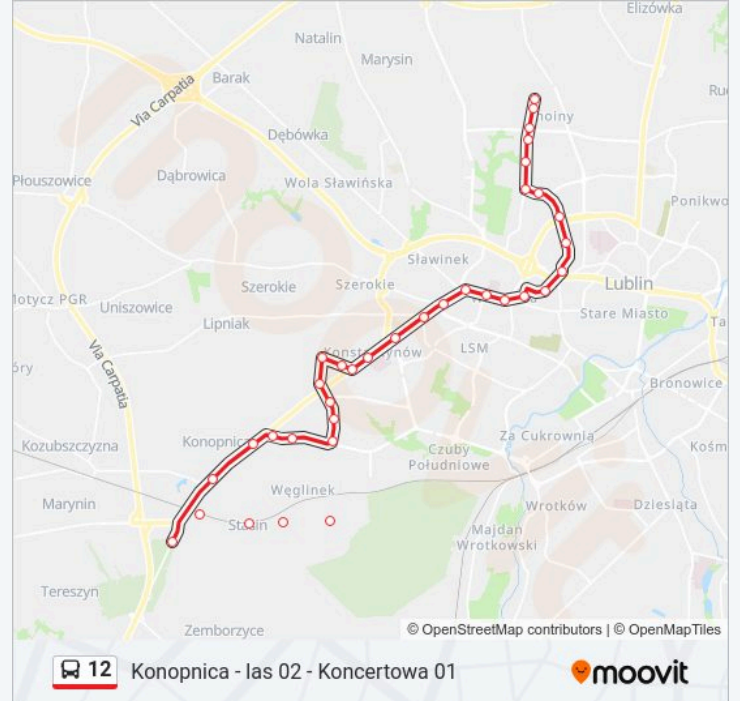 Elizówka
Natalin
Marysin
Barak
Via Carpatia
Dębówka
Płouszowice
Dąbrowica
Wola Sławińska
Sławinek
Szerokie
Szerokie
Lublin
Uniszowice
Lipniak
Stare Miasto
LSM
Via Carpatia
Bronowice
Konopnica
Za Cukrownią
Kozubszczyzna
Czuby
Południowe
Węglinek
Marynin
Stasin
Wrotków
Dziesiąta
Majdan
Wrotkowski
Tereszyn
Zemborzyce
© OpenStreetMap contributors | © OpenMapTiles
12 Konopnica - las 02 - Koncertowa 01
moovit